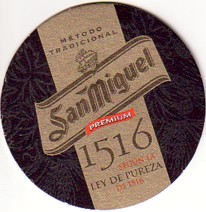 MÉTODO
TRADICIONAL
San Miguel
PREMIUM
1516
SEGÚN LA
LEY DE PUREZA
DE 1516